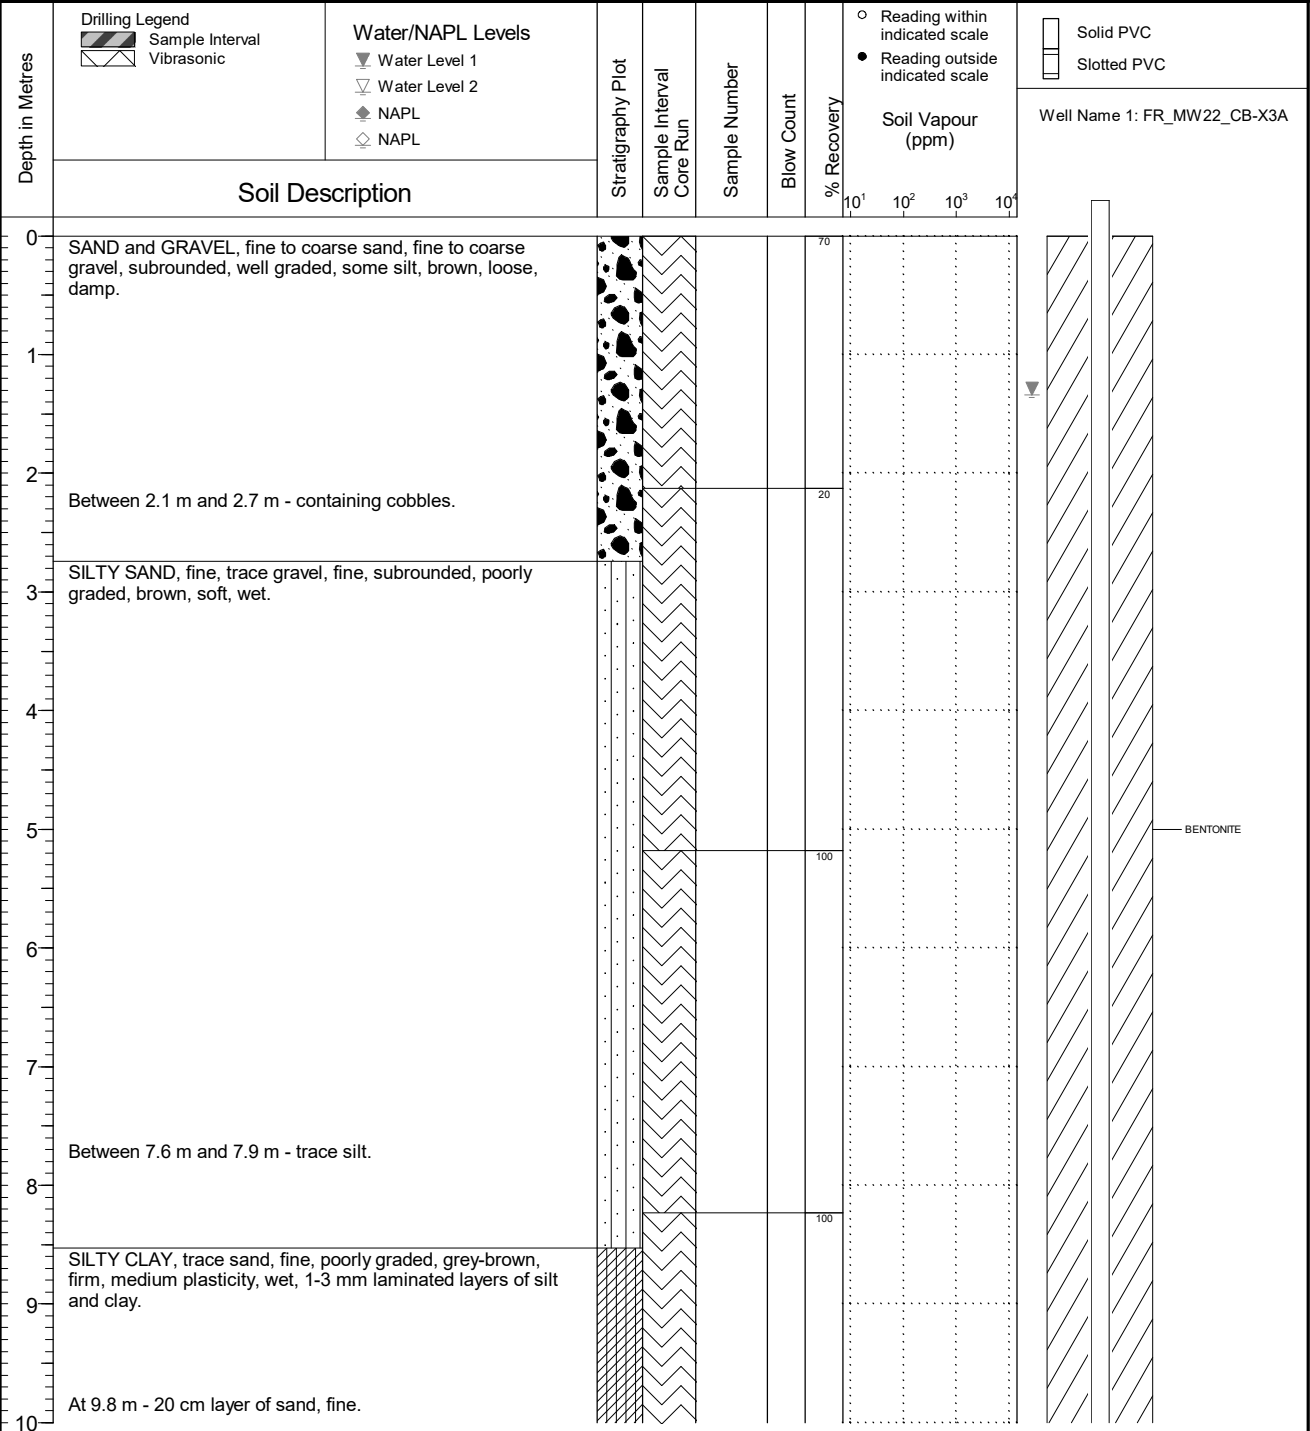 Drilling Legend
Sample Interval
Vibrasonic
Water/NAPL Levels
Water Level 1
Water Level 2
NAPL
NAPL
Depth in Metres
Soil Description
Stratigraphy Plot
Sample Interval
Core Run
Sample Number
Blow Count
% Recovery
Reading within
indicated scale
Reading outside
indicated scale
Soil Vapour
(ppm)
10¹ 10² 10³ 10⁴
Solid PVC
Slotted PVC
Well Name 1: FR_MW22_CB-X3A
0
SAND and GRAVEL, fine to coarse sand, fine to coarse
gravel, subrounded, well graded, some silt, brown, loose,
damp.
70
1
2
Between 2.1 m and 2.7 m - containing cobbles.
20
SILTY SAND, fine, trace gravel, fine, subrounded, poorly
graded, brown, soft, wet.
3
4
5
BENTONITE
100
6
7
Between 7.6 m and 7.9 m - trace silt.
8
100
SILTY CLAY, trace sand, fine, poorly graded, grey-brown,
firm, medium plasticity, wet, 1-3 mm laminated layers of silt
and clay.
9
At 9.8 m - 20 cm layer of sand, fine.
10